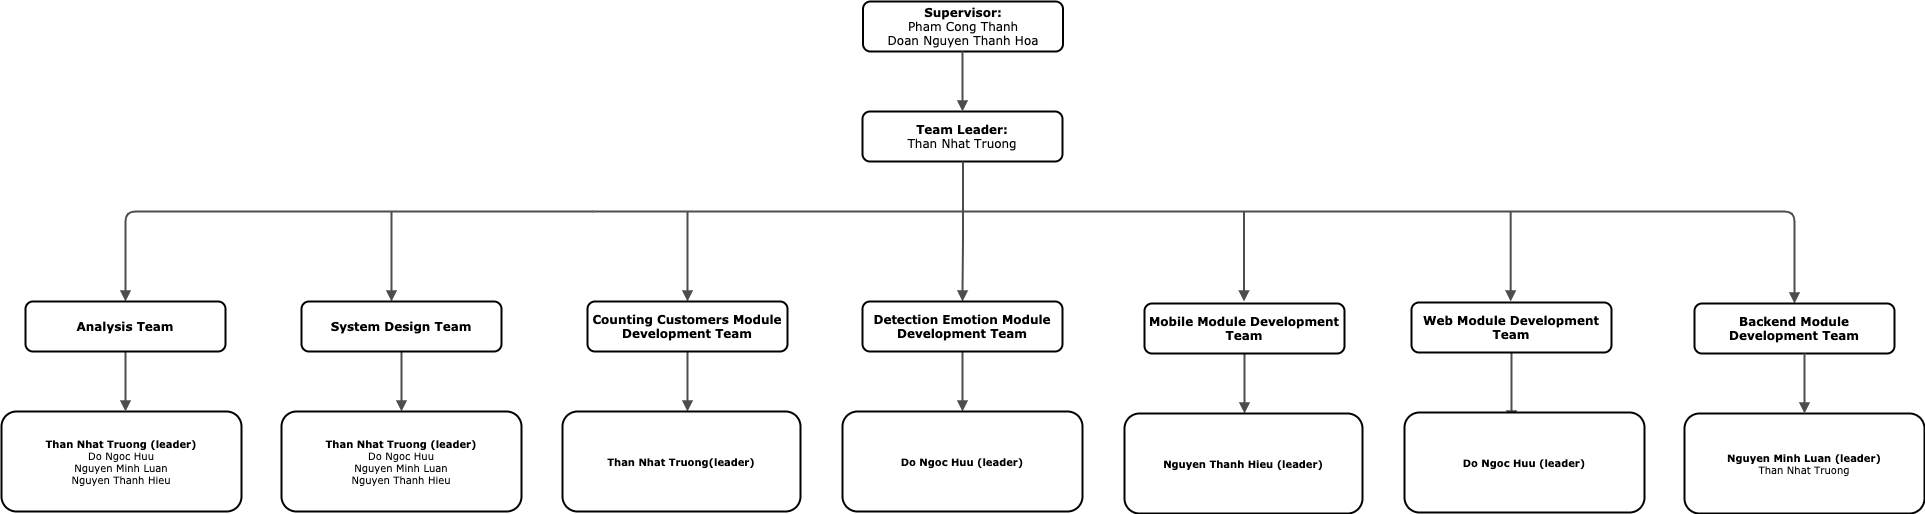 Supervisor:
Pham Cong Thanh
Doan Nguyen Thanh Hoa
Team Leader:
Than Nhat Truong
Analysis Team
System Design Team
Counting Customers Module
Development Team
Detection Emotion Module
Development Team
Mobile Module Development
Team
Web Module Development
Team
Backend Module
Development Team
Than Nhat Truong (leader)
Do Ngoc Huu
Nguyen Minh Luan
Nguyen Thanh Hieu
Than Nhat Truong (leader)
Do Ngoc Huu
Nguyen Minh Luan
Nguyen Thanh Hieu
Than Nhat Truong(leader)
Do Ngoc Huu (leader)
Nguyen Thanh Hieu (leader)
Do Ngoc Huu (leader)
Nguyen Minh Luan (leader)
Than Nhat Truong